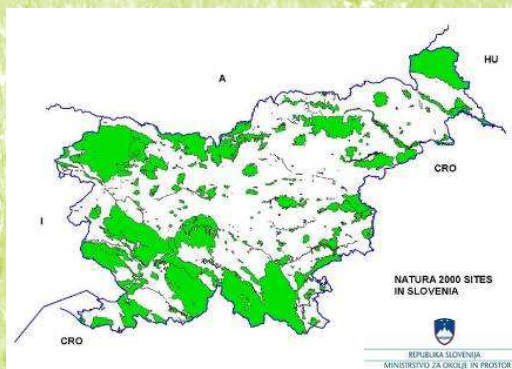 HU
A
CRO
I
NATURA 2000 SITES
IN SLOVENIA
CRO
REPUBLIKA SLOVENIJA
MINISTRSTVO ZA OKOLJE IN PROSTOR